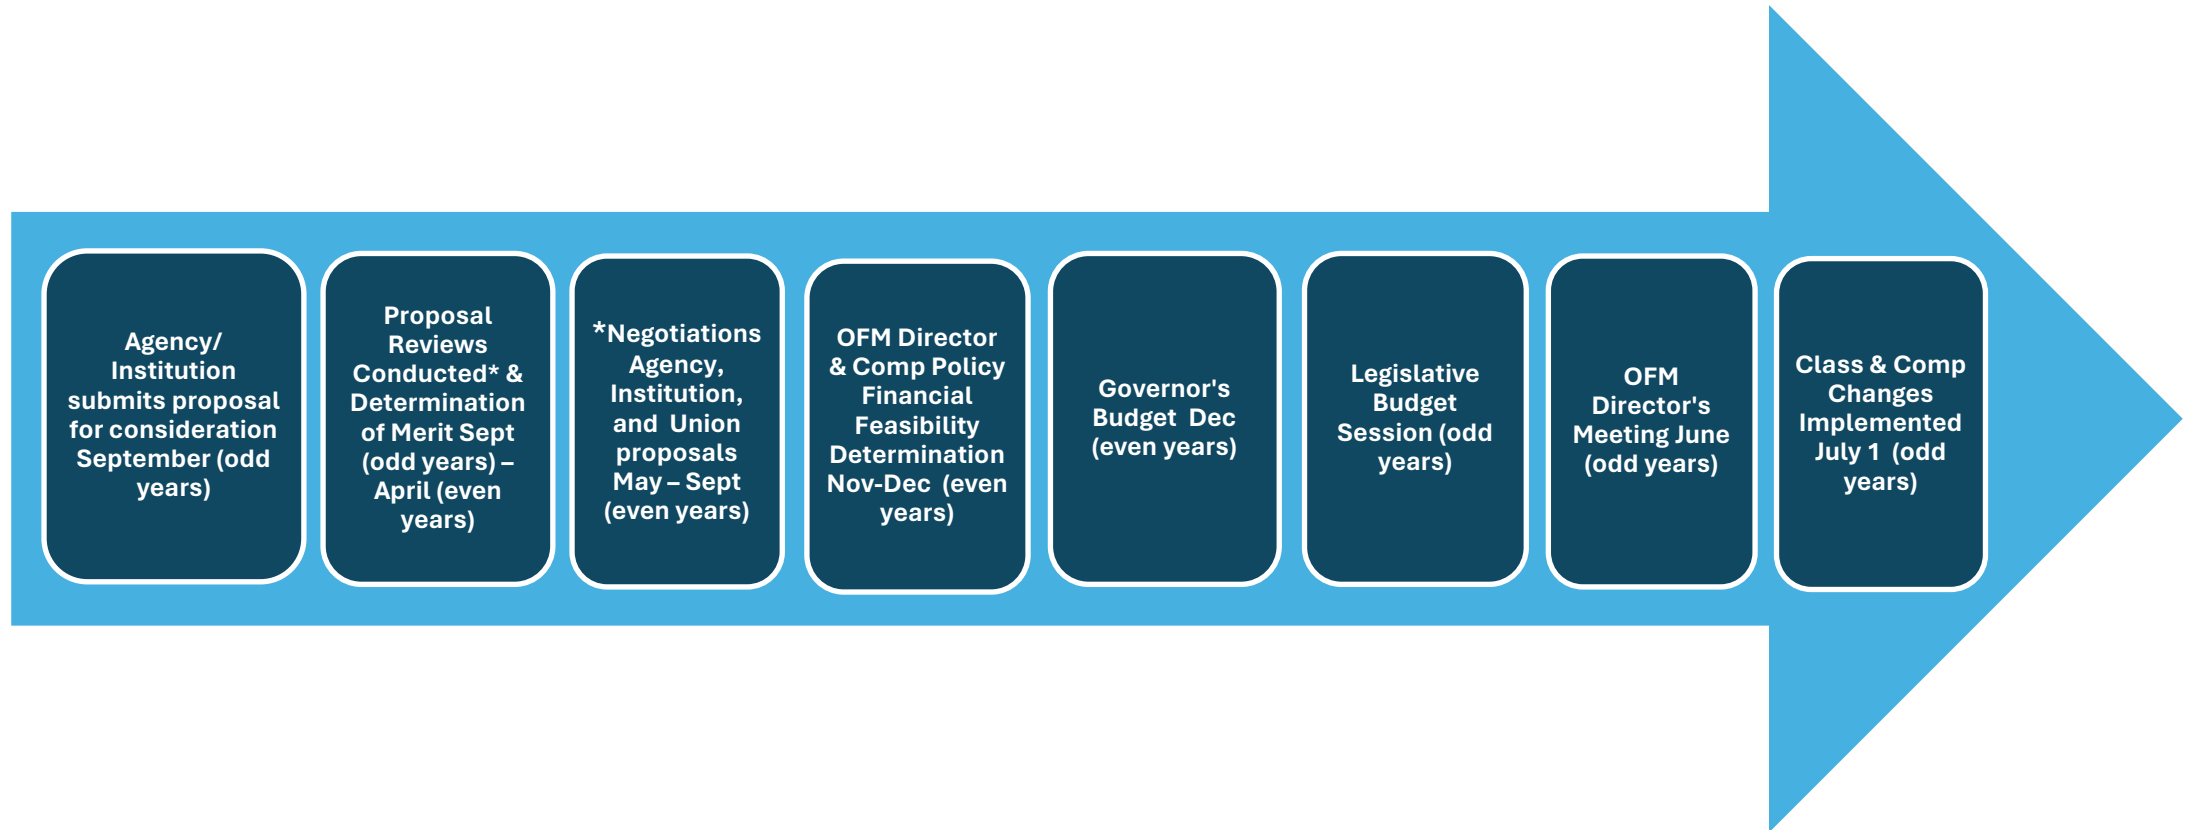 Agency/
Institution
submits proposal
for consideration
September (odd
years)
Proposal
Reviews
Conducted* &
Determination
of Merit Sept
(odd years) –
April (even
years)
*Negotiations
Agency,
Institution,
and Union
proposals
May – Sept
(even years)
OFM Director
& Comp Policy
Financial
Feasibility
Determination
Nov-Dec (even
years)
Governor's
Budget Dec
(even years)
Legislative
Budget
Session (odd
years)
OFM
Director's
Meeting June
(odd years)
Class & Comp
Changes
Implemented
July 1 (odd
years)